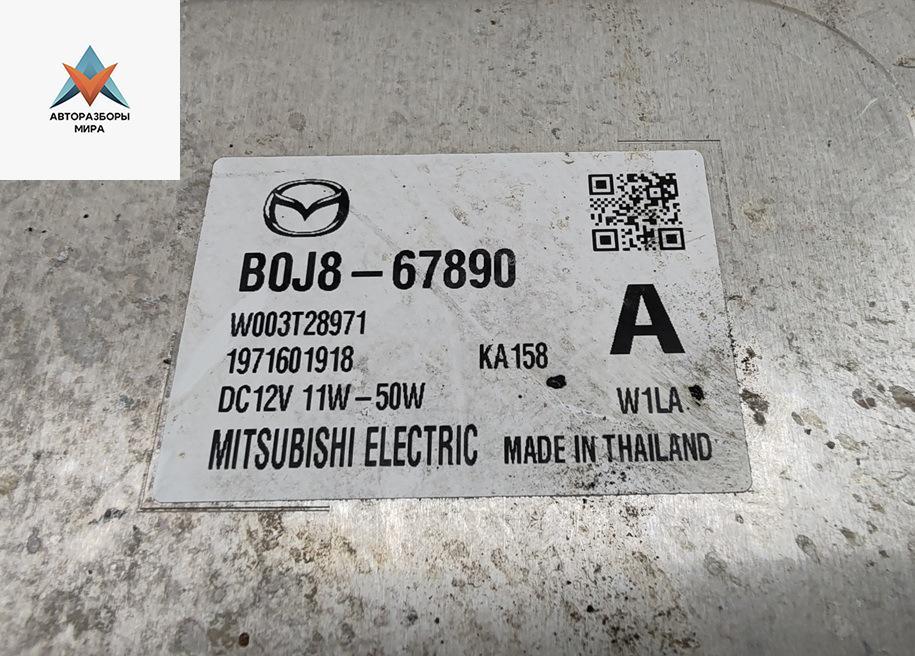 АВТОРАЗБОРЫ
МИРА
B0J8-67890
W003T28971
A
1971601918 KA158
DC12V 11W-50W W1LA
MITSUBISHI ELECTRIC MADE IN THAILAND